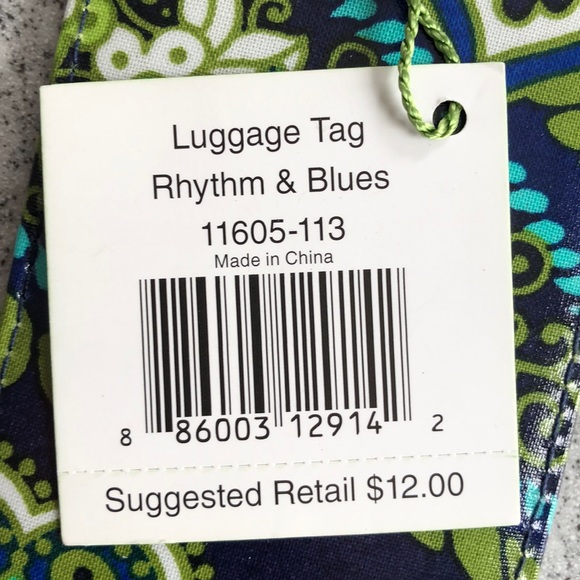 Luggage Tag
Rhythm & Blues
11605-113
Made in China
8 86003 12914 2
Suggested Retail $12.00